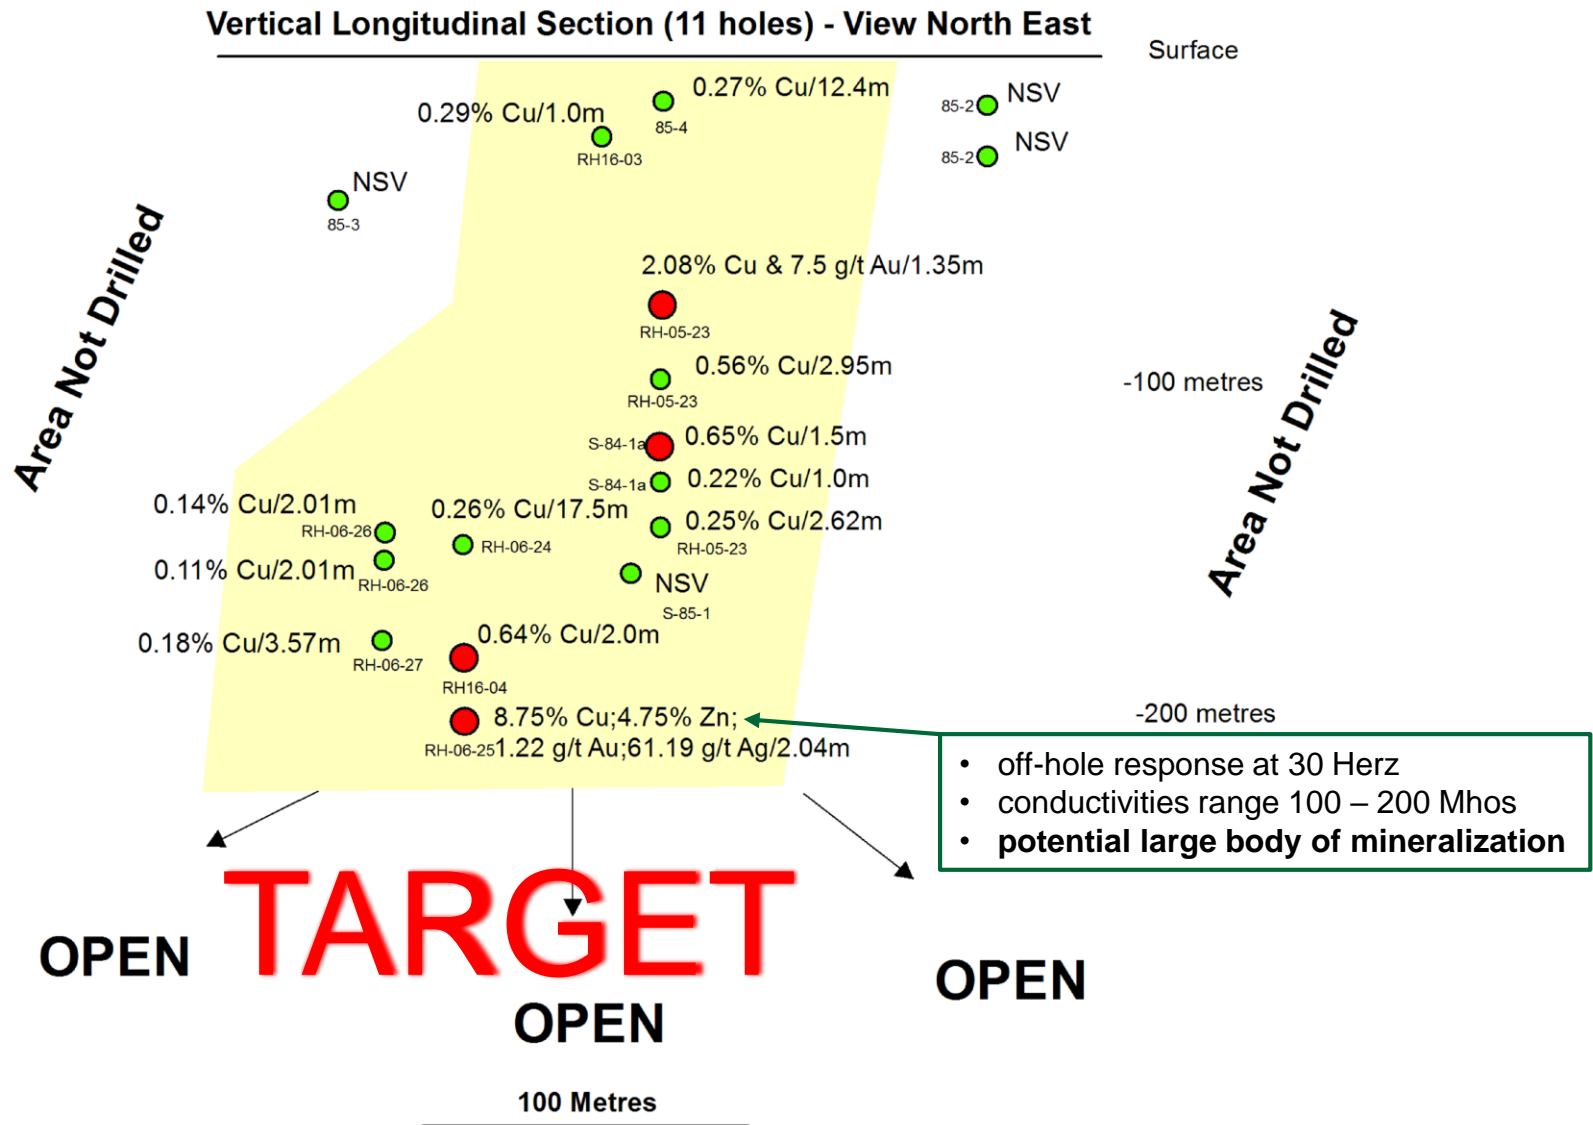 Vertical Longitudinal Section (11 holes) - View North East
Surface
0.27% Cu/12.4m
85-4
0.29% Cu/1.0m
RH16-03
85-2 NSV
85-2 NSV
NSV
85-3
Area Not Drilled
2.08% Cu & 7.5 g/t Au/1.35m
RH-05-23
0.56% Cu/2.95m
RH-05-23
-100 metres
Area Not Drilled
S-84-1a 0.65% Cu/1.5m
S-84-1a 0.22% Cu/1.0m
0.14% Cu/2.01m
RH-06-26
0.26% Cu/17.5m
RH-06-24
0.25% Cu/2.62m
RH-05-23
0.11% Cu/2.01m
RH-06-26
NSV
S-85-1
0.18% Cu/3.57m
RH-06-27
0.64% Cu/2.0m
RH16-04
-200 metres
8.75% Cu;4.75% Zn;
RH-06-25 1.22 g/t Au;61.19 g/t Ag/2.04m
• off-hole response at 30 Herz
• conductivities range 100 – 200 Mhos
• potential large body of mineralization
TARGET
OPEN
OPEN
OPEN
100 Metres